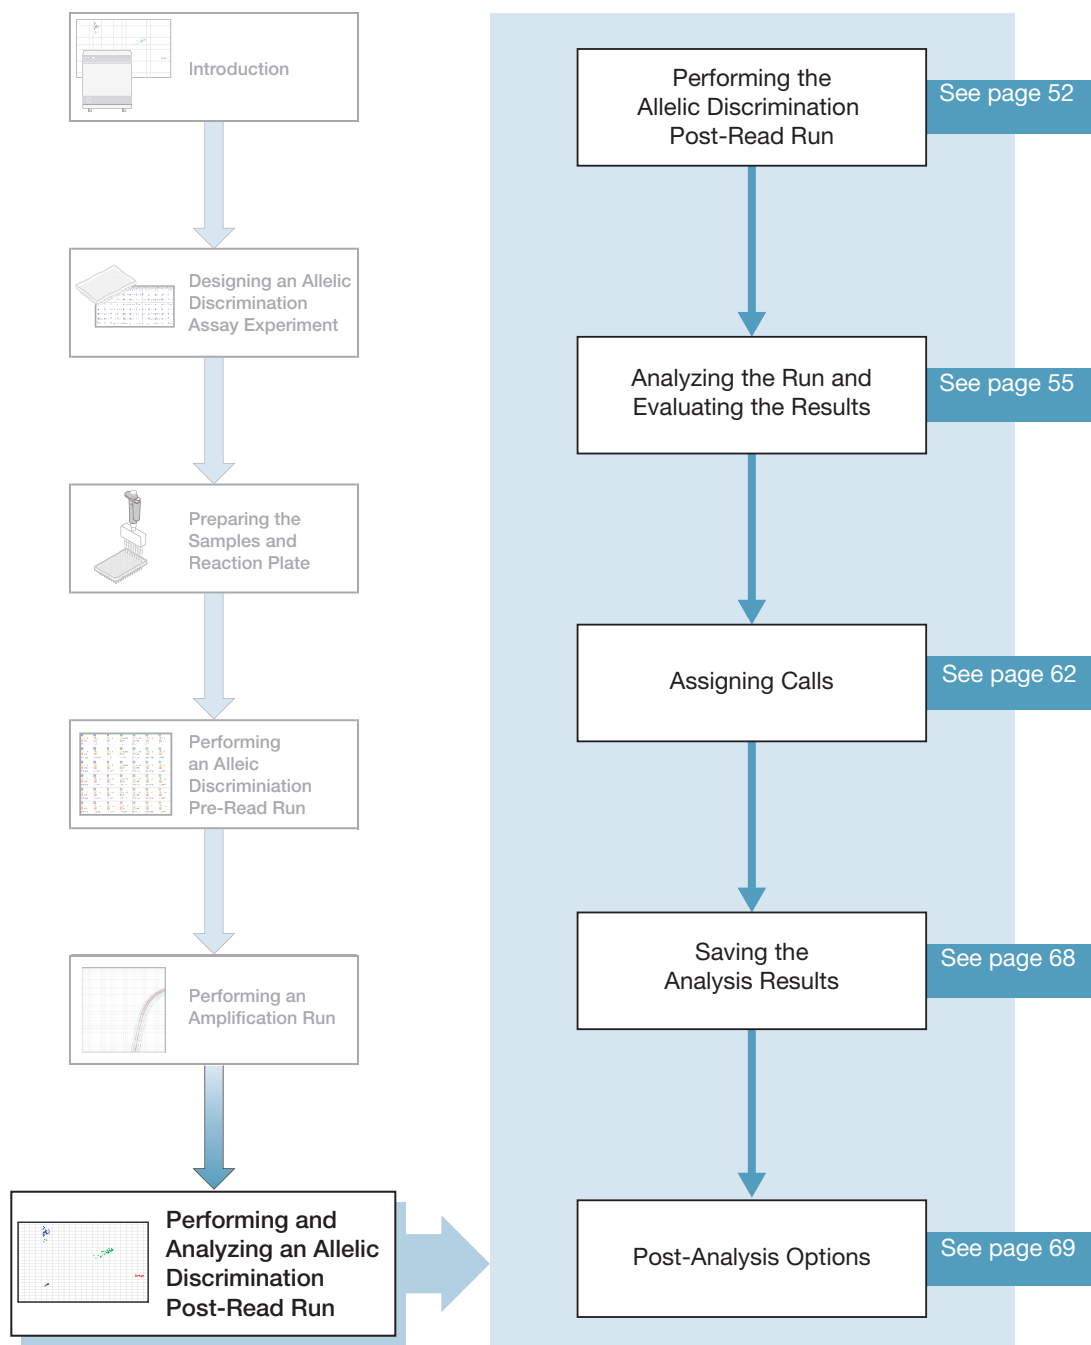 Introduction
Designing an Allelic
Discrimination
Assay Experiment
Preparing the
Samples and
Reaction Plate
Performing
an Alleic
Discriminiation
Pre-Read Run
Performing an
Amplification Run
Performing and
Analyzing an Allelic
Discrimination
Post-Read Run
Performing the
Allelic Discrimination
Post-Read Run
See page 52
Analyzing the Run and
Evaluating the Results
See page 55
Assigning Calls
See page 62
Saving the
Analysis Results
See page 68
Post-Analysis Options
See page 69